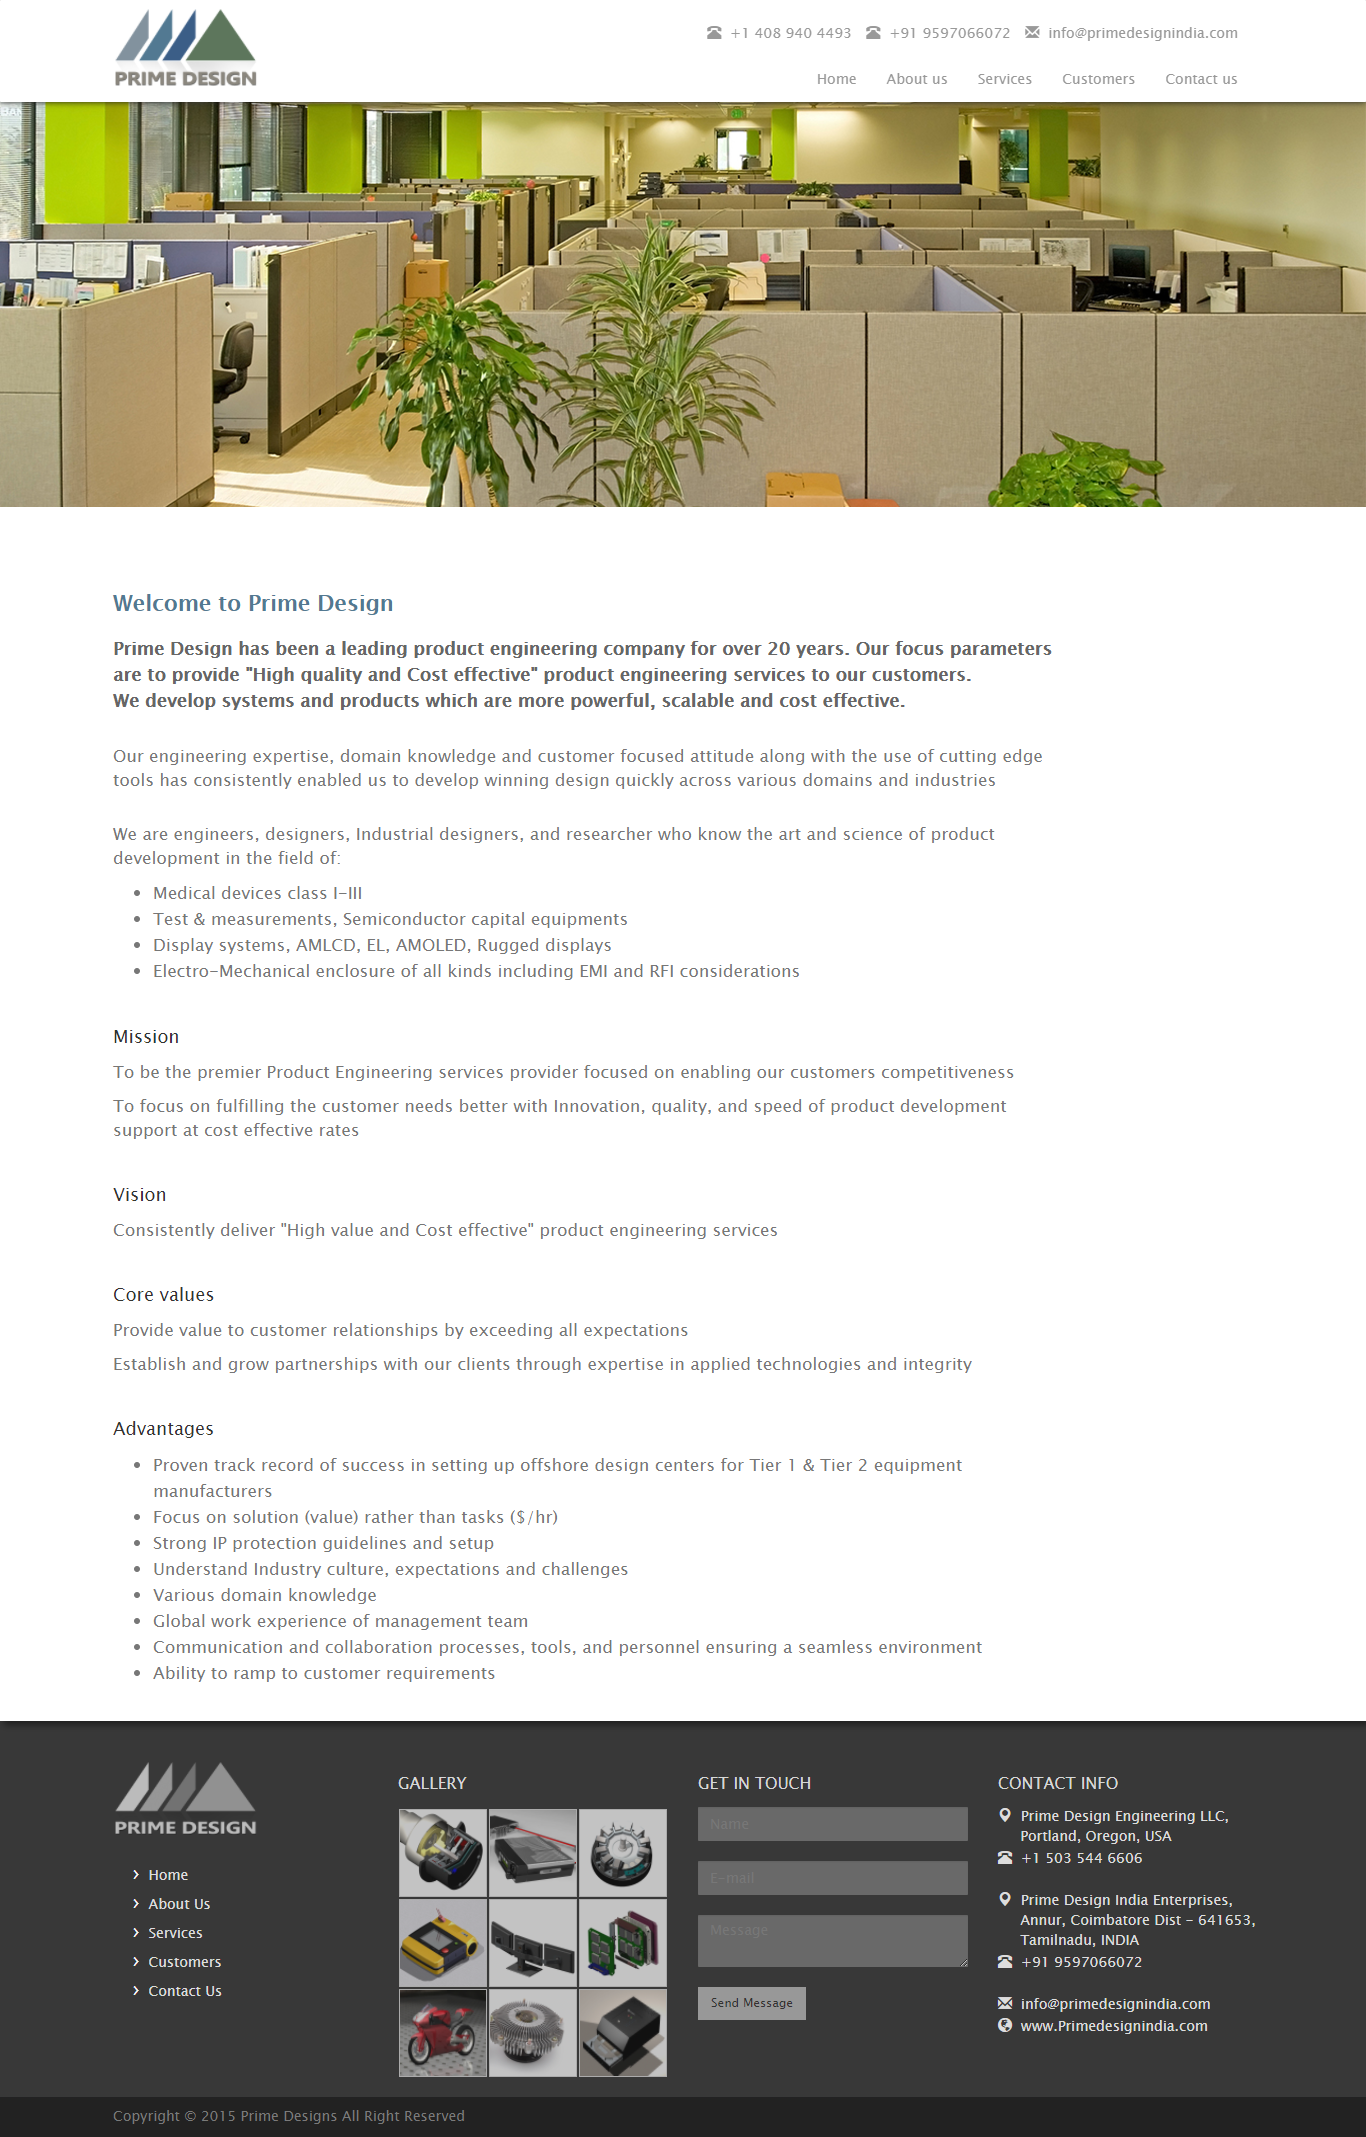 PRIME DESIGN
+1 408 940 4493 +91 9597066072 info@primedesignindia.com
Home About us Services Customers Contact us
Welcome to Prime Design
Prime Design has been a leading product engineering company for over 20 years. Our focus parameters
are to provide "High quality and Cost effective" product engineering services to our customers.
We develop systems and products which are more powerful, scalable and cost effective.
Our engineering expertise, domain knowledge and customer focused attitude along with the use of cutting edge
tools has consistently enabled us to develop winning design quickly across various domains and industries
We are engineers, designers, Industrial designers, and researcher who know the art and science of product
development in the field of:
• Medical devices class I-III
• Test & measurements, Semiconductor capital equipments
• Display systems, AMLCD, EL, AMOLED, Rugged displays
• Electro-Mechanical enclosure of all kinds including EMI and RFI considerations
Mission
To be the premier Product Engineering services provider focused on enabling our customers competitiveness
To focus on fulfilling the customer needs better with Innovation, quality, and speed of product development
support at cost effective rates
Vision
Consistently deliver "High value and Cost effective" product engineering services
Core values
Provide value to customer relationships by exceeding all expectations
Establish and grow partnerships with our clients through expertise in applied technologies and integrity
Advantages
• Proven track record of success in setting up offshore design centers for Tier 1 & Tier 2 equipment
manufacturers
• Focus on solution (value) rather than tasks ($/hr)
• Strong IP protection guidelines and setup
• Understand Industry culture, expectations and challenges
• Various domain knowledge
• Global work experience of management team
• Communication and collaboration processes, tools, and personnel ensuring a seamless environment
• Ability to ramp to customer requirements
PRIME DESIGN
Home
About Us
Services
Customers
Contact Us
GALLERY
GET IN TOUCH
Name
E-mail
Message
Send Message
CONTACT INFO
Prime Design Engineering LLC,
Portland, Oregon, USA
+1 503 544 6606
Prime Design India Enterprises,
Annur, Coimbatore Dist - 641653,
Tamilnadu, INDIA
+91 9597066072
info@primedesignindia.com
www.Primedesignindia.com
Copyright © 2015 Prime Designs All Right Reserved